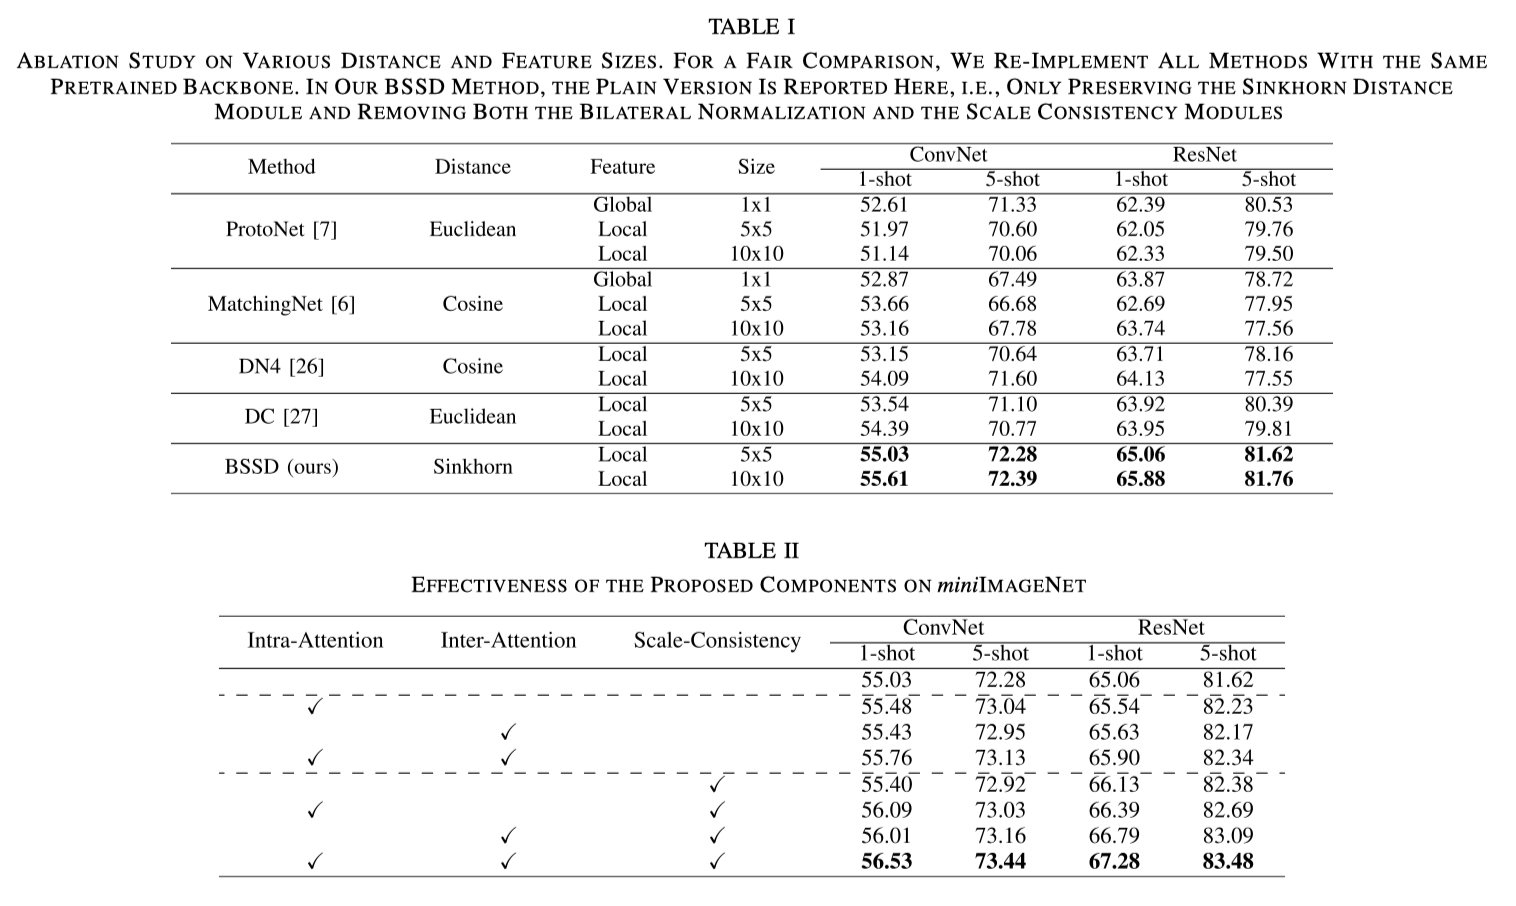 TABLE I
ABLATION STUDY ON VARIOUS DISTANCE AND FEATURE SIZES. FOR A FAIR COMPARISON, WE RE-IMPLEMENT ALL METHODS WITH THE SAME
PRETRAINED BACKBONE. IN OUR BSSD METHOD, THE PLAIN VERSION IS REPORTED HERE, I.E., ONLY PRESERVING THE SINKHORN DISTANCE
MODULE AND REMOVING BOTH THE BILATERAL NORMALIZATION AND THE SCALE CONSISTENCY MODULES
Method Distance Feature Size ConvNet ResNet
1-shot 5-shot 1-shot 5-shot
Global 1x1 52.61 71.33 62.39 80.53
ProtoNet [7] Euclidean Local 5x5 51.97 70.60 62.05 79.76
Local 10x10 51.14 70.06 62.33 79.50
Global 1x1 52.87 67.49 63.87 78.72
MatchingNet [6] Cosine Local 5x5 53.66 66.68 62.69 77.95
Local 10x10 53.16 67.78 63.74 77.56
DN4 [26] Cosine Local 5x5 53.15 70.64 63.71 78.16
Local 10x10 54.09 71.60 64.13 77.55
DC [27] Euclidean Local 5x5 53.54 71.10 63.92 80.39
Local 10x10 54.39 70.77 63.95 79.81
BSSD (ours) Sinkhorn Local 5x5 55.03 72.28 65.06 81.62
Local 10x10 55.61 72.39 65.88 81.76
TABLE II
EFFECTIVENESS OF THE PROPOSED COMPONENTS ON miniIMAGENET
Intra-Attention Inter-Attention Scale-Consistency ConvNet ResNet
1-shot 5-shot 1-shot 5-shot
55.03 72.28 65.06 81.62
✓ 55.48 73.04 65.54 82.23
✓ 55.43 72.95 65.63 82.17
✓ ✓ 55.76 73.13 65.90 82.34
✓ 55.40 72.92 66.13 82.38
✓ ✓ 56.09 73.03 66.39 82.69
✓ ✓ 56.01 73.16 66.79 83.09
✓ ✓ ✓ 56.53 73.44 67.28 83.48